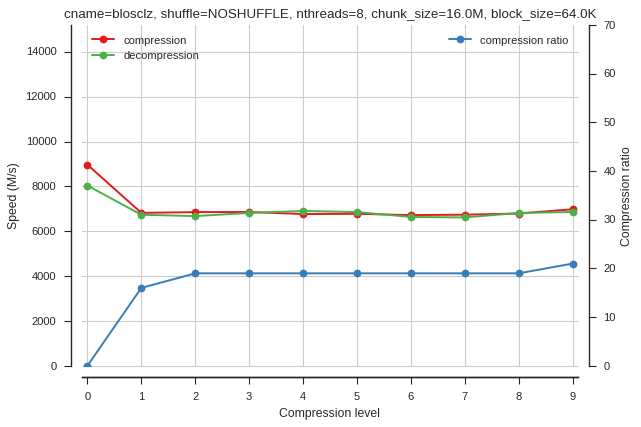 cname=blosclz, shuffle=NOSHUFFLE, nthreads=8, chunk_size=16.0M, block_size=64.0K
compression
decompression
compression ratio
Speed (M/s)
14000
12000
10000
8000
6000
4000
2000
0
70
60
50
40
30
20
10
0
Compression ratio
0 1 2 3 4 5 6 7 8 9
Compression level